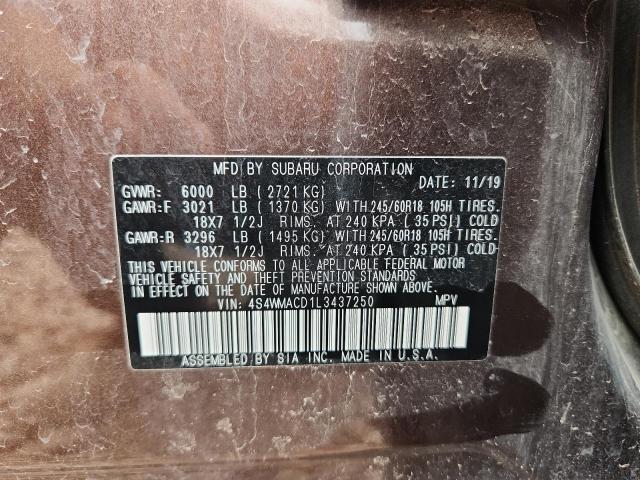 MFD BY SUBARU CORPORATION
GVWR: 6000 LB ( 2721 KG) DATE: 11/19
GAWR:F 3021 LB ( 1370 KG) WITH 245/60R18 105H TIRES.
18X7 1/2J RIMS. AT 240 KPA ( 35 PSI) COLD
GAWR:R 3296 LB ( 1495 KG) WITH 245/60R18 105H TIRES.
18X7 1/2J RIMS. AT 240 KPA ( 35 PSI) COLD
THIS VEHICLE CONFORMS TO ALL APPLICABLE FEDERAL MOTOR
VEHICLE SAFETY AND THEFT PREVENTION STANDARDS
IN EFFECT ON DATE OF MANUFACTURE SHOWN ABOVE.
VIN: 4S4WMACD1L3437250 MPV
ASSEMBLED BY SIA INC. MADE IN U.S.A.